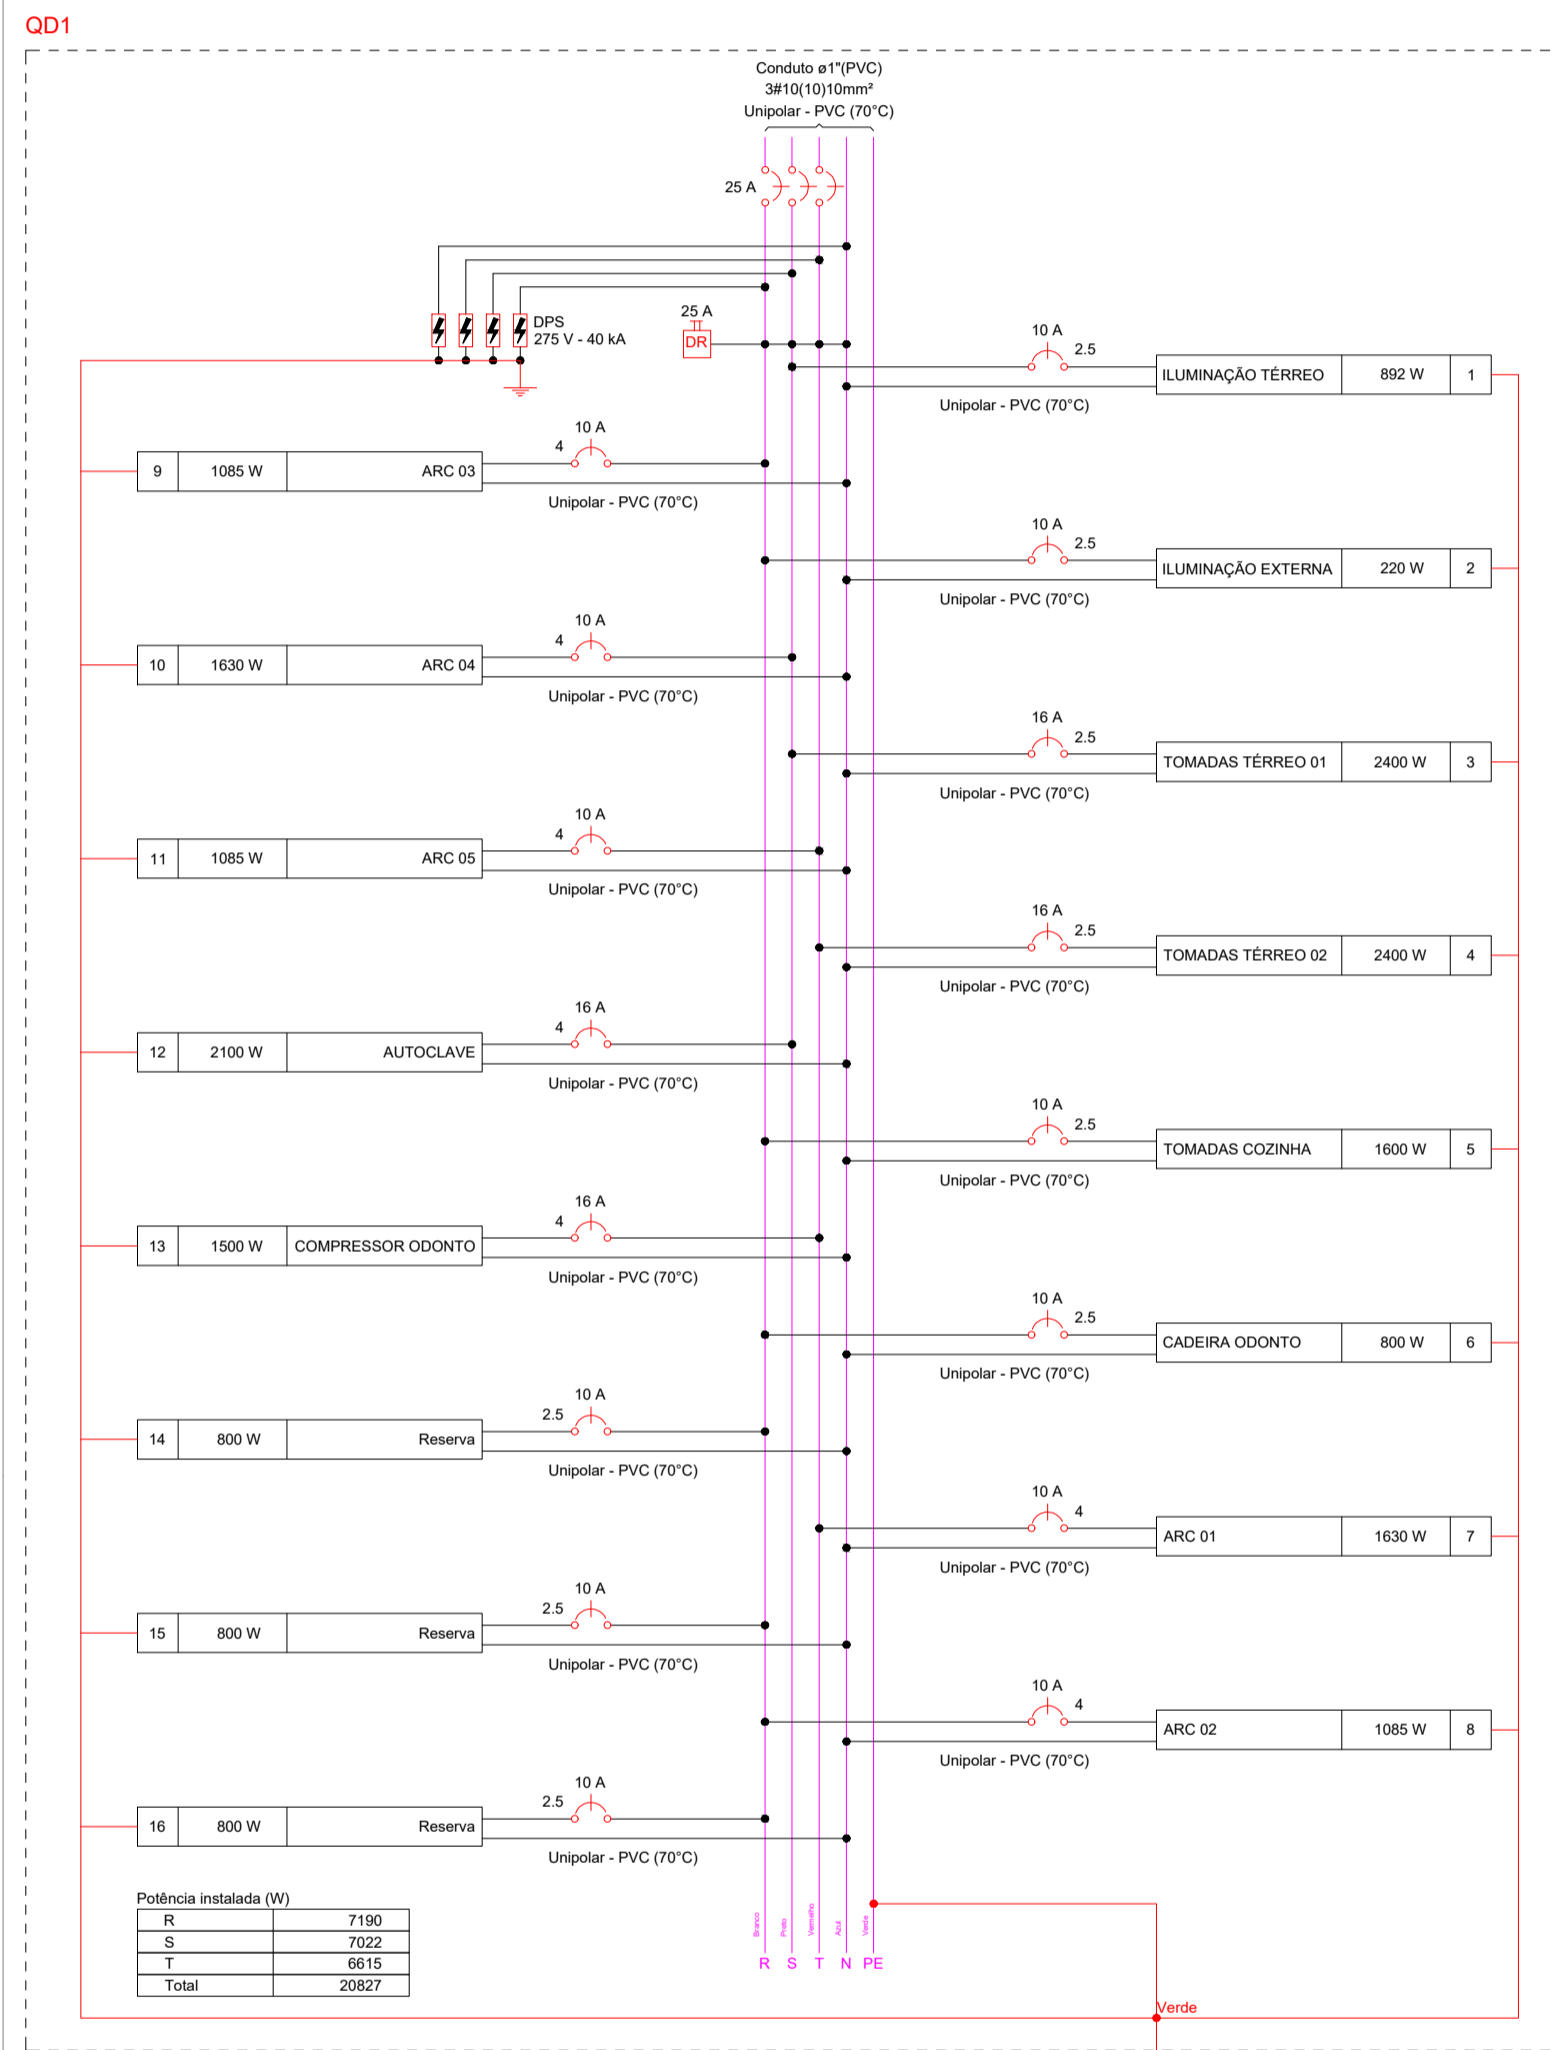 QD1
Conduto ø1"(PVC)
3#10(10)10mm²
Unipolar - PVC (70°C)
25 A
DPS
275 V - 40 kA
25 A
DR
10 A
2.5
ILUMINAÇÃO TÉRREO 892 W 1
Unipolar - PVC (70°C)
10 A
4
9 1085 W ARC 03
Unipolar - PVC (70°C)
10 A
2.5
ILUMINAÇÃO EXTERNA 220 W 2
Unipolar - PVC (70°C)
10 A
4
10 1630 W ARC 04
Unipolar - PVC (70°C)
16 A
2.5
TOMADAS TÉRREO 01 2400 W 3
Unipolar - PVC (70°C)
10 A
4
11 1085 W ARC 05
Unipolar - PVC (70°C)
16 A
2.5
TOMADAS TÉRREO 02 2400 W 4
Unipolar - PVC (70°C)
16 A
4
12 2100 W AUTOCLAVE
Unipolar - PVC (70°C)
10 A
2.5
TOMADAS COZINHA 1600 W 5
Unipolar - PVC (70°C)
16 A
4
13 1500 W COMPRESSOR ODONTO
Unipolar - PVC (70°C)
10 A
2.5
CADEIRA ODONTO 800 W 6
Unipolar - PVC (70°C)
10 A
2.5
14 800 W Reserva
Unipolar - PVC (70°C)
10 A
4
ARC 01 1630 W 7
Unipolar - PVC (70°C)
10 A
2.5
15 800 W Reserva
Unipolar - PVC (70°C)
10 A
4
ARC 02 1085 W 8
Unipolar - PVC (70°C)
10 A
2.5
16 800 W Reserva
Unipolar - PVC (70°C)
Potência instalada (W)
R 7190
S 7022
T 6615
Total 20827
Branco Preto Vermelho Azul Verde
R S T N PE
Verde